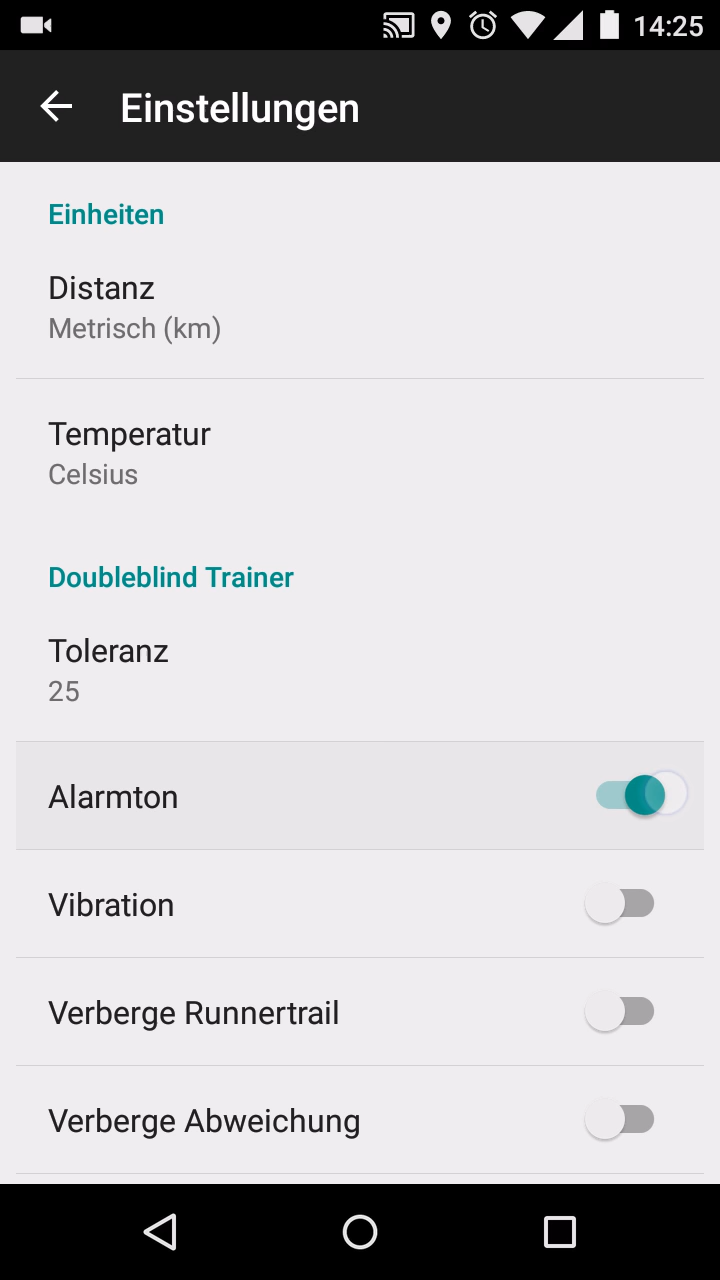 14:25
Einstellungen
Einheiten
Distanz
Metrisch (km)
Temperatur
Celsius
Doubleblind Trainer
Toleranz
25
Alarmton
Vibration
Verberge Runnertrail
Verberge Abweichung